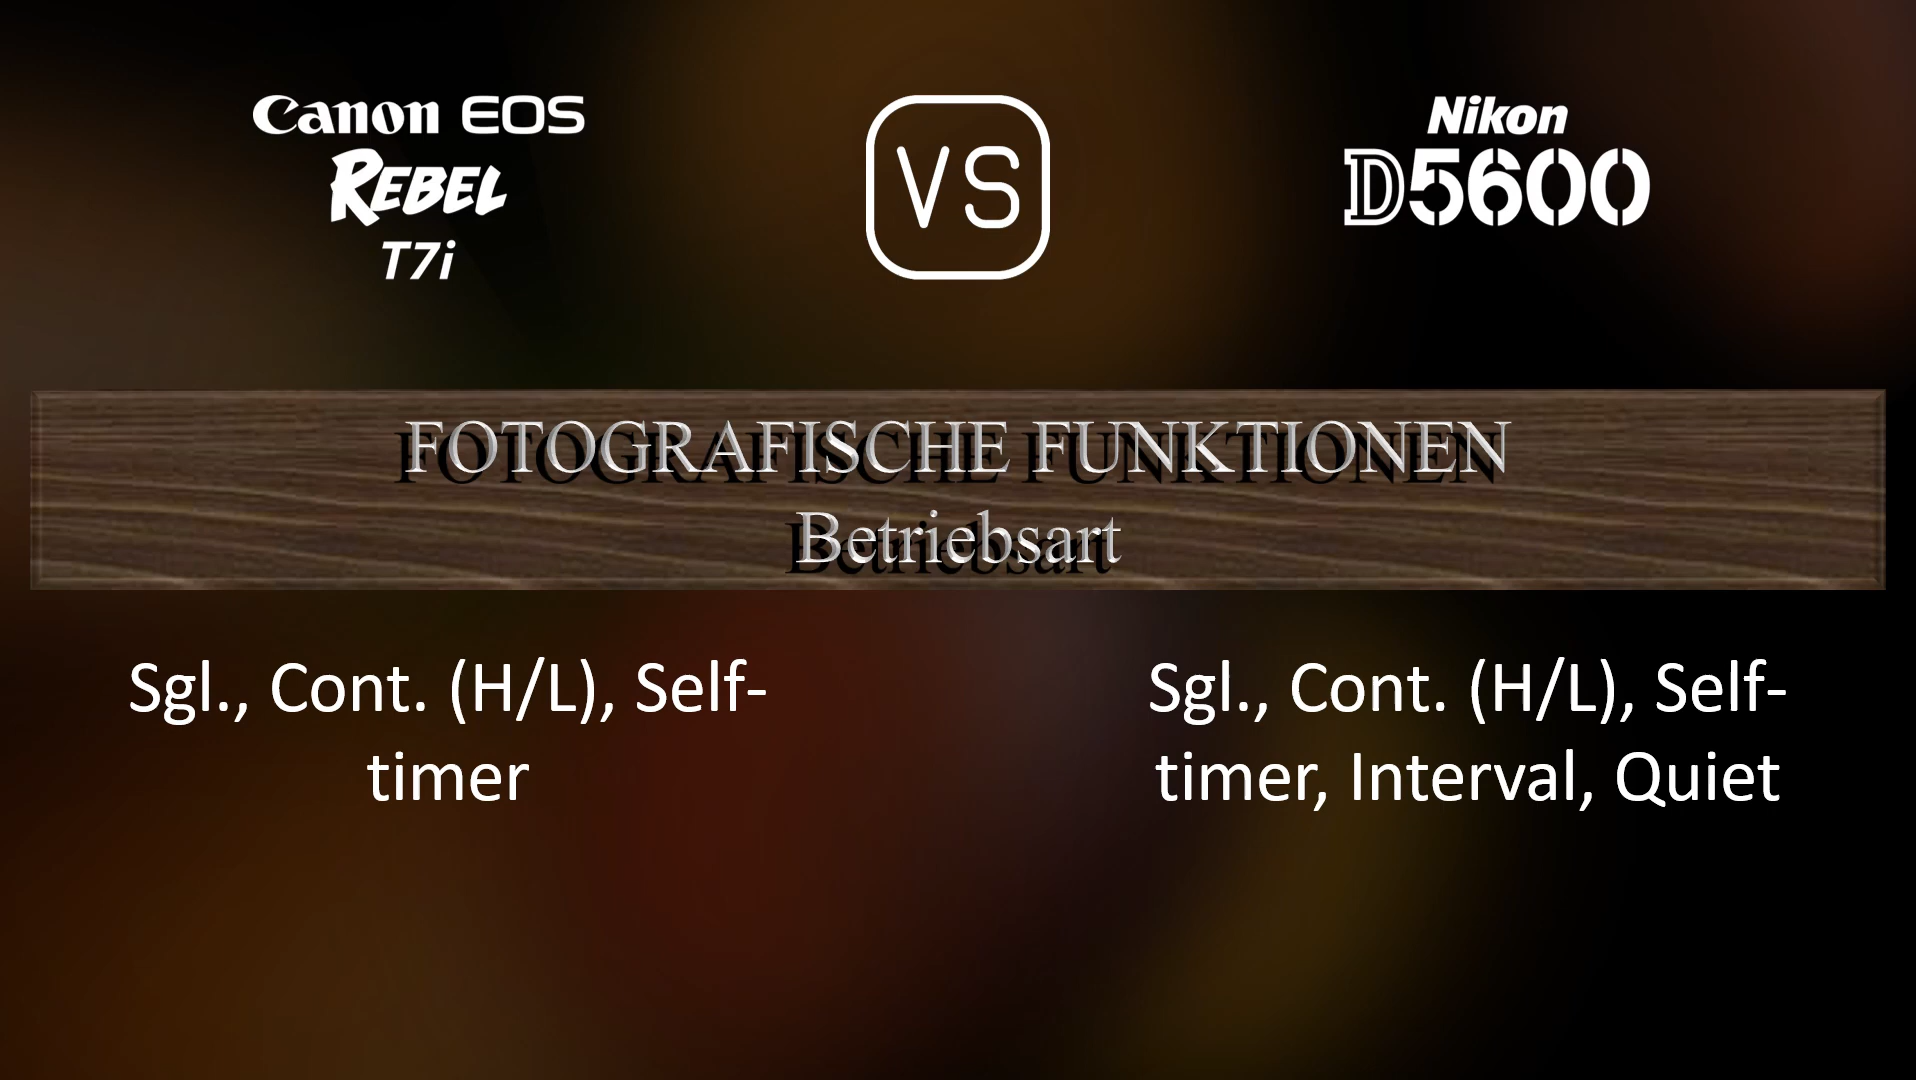 Canon EOS
REBEL
T7i
VS
Nikon
D5600
FOTOGRAFISCHE FUNKTIONEN
Betriebsart
Sgl., Cont. (H/L), Self-
timer
Sgl., Cont. (H/L), Self-
timer, Interval, Quiet